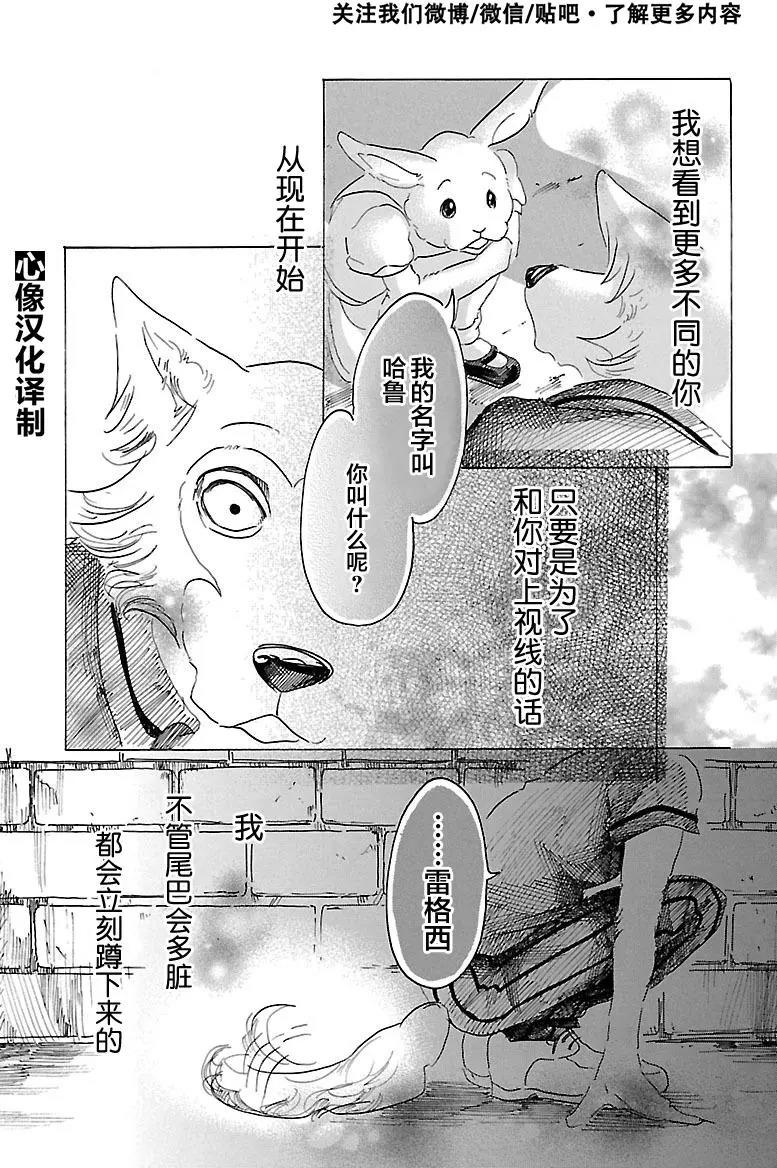 关注我们微博/微信/贴吧·了解更多内容
我想看到更多不同的你
从现在开始
我的名字叫
哈鲁
你叫什么呢？
只要是为了
和你对上视线的话
心像汉化译制
……雷格西
我
不管尾巴会多脏
都会立刻蹲下来的